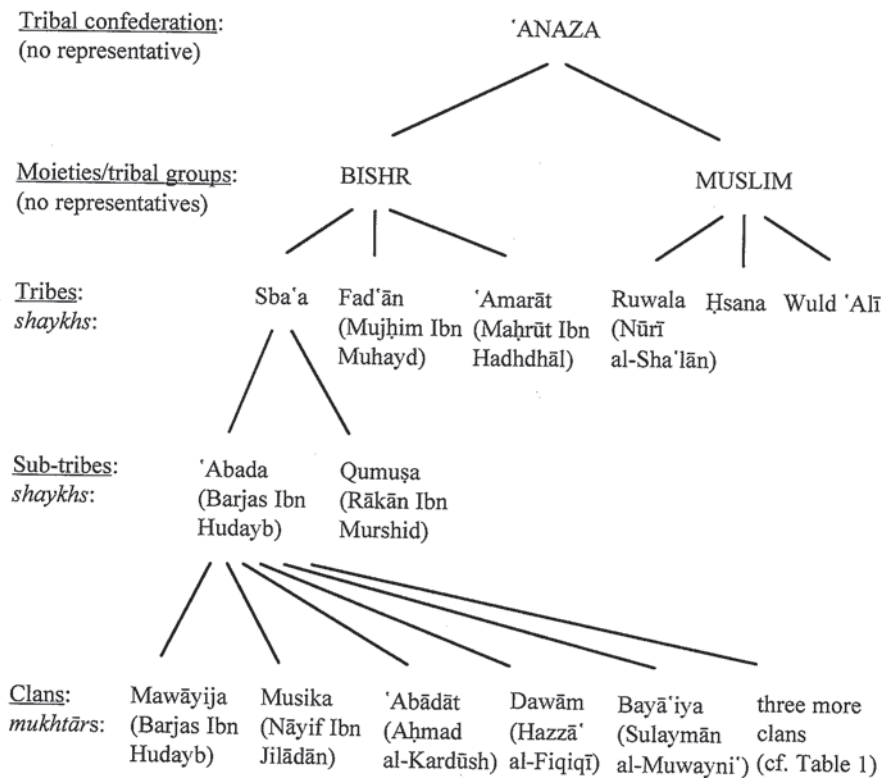 Tribal confederation: ʿANAZA
(no representative)
Moieties/tribal groups: BISHR MUSLIM
(no representatives)
Tribes: Sbaʿa Fadʿān ʿAmarāt Ruwala Ḥsana Wuld ʿAlī
shaykhs: (Mujḥim Ibn (Maḥrūt Ibn (Nūrī
Muhayd) Hadhdhāl) al-Shaʿlān)
Sub-tribes: ʿAbada Qumuṣa
shaykhs: (Barjas Ibn (Rākān Ibn
Hudayb) Murshid)
Clans: Mawāyija Musika ʿAbādāt Dawām Bayāʿiya three more
mukhtārs: (Barjas Ibn (Nāyif Ibn (Aḥmad (Hazzāʿ (Sulaymān clans
Hudayb) Jilādān) al-Kardūsh) al-Fiqiqī) al-Muwayniʿ) (cf. Table 1)